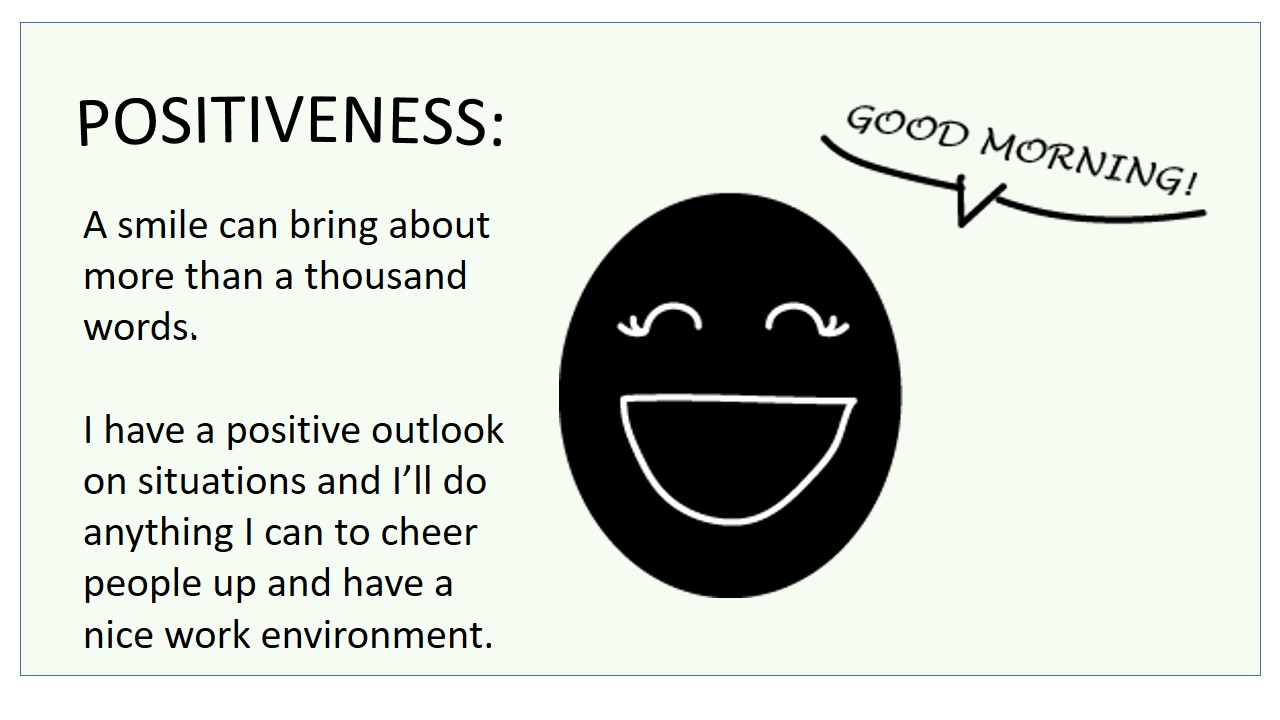 POSITIVENESS:
GOOD MORNING!
A smile can bring about
more than a thousand
words.
I have a positive outlook
on situations and I’ll do
anything I can to cheer
people up and have a
nice work environment.